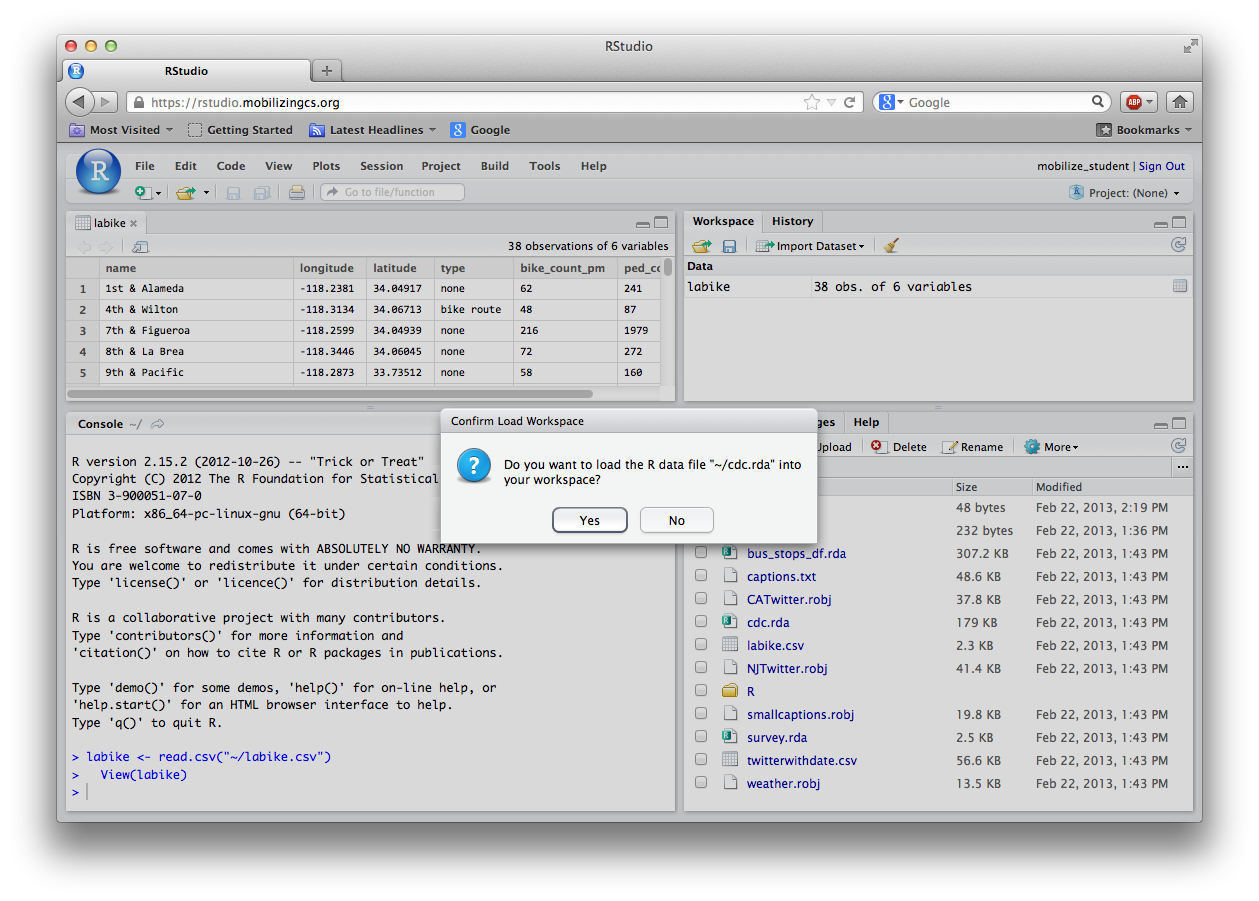 RStudio
RStudio
https://rstudio.mobilizingcs.org
Google
ABP
Most Visited Getting Started Latest Headlines Google Bookmarks
R File Edit Code View Plots Session Project Build Tools Help
mobilize_student | Sign Out
Go to file/function
Project: (None)
labike
38 observations of 6 variables
name longitude latitude type bike_count_pm ped_cc
1 1st & Alameda -118.2381 34.04917 none 62 241
2 4th & Wilton -118.3134 34.06713 bike route 48 87
3 7th & Figueroa -118.2599 34.04939 none 216 1979
4 8th & La Brea -118.3446 34.06045 none 72 272
5 9th & Pacific -118.2873 33.73512 none 58 160
Workspace History
Import Dataset
Data
labike 38 obs. of 6 variables
Console ~/
R version 2.15.2 (2012-10-26) -- "Trick or Treat"
Copyright (C) 2012 The R Foundation for Statistical
ISBN 3-900051-07-0
Platform: x86_64-pc-linux-gnu (64-bit)
R is free software and comes with ABSOLUTELY NO WARRANTY.
You are welcome to redistribute it under certain conditions.
Type 'license()' or 'licence()' for distribution details.
R is a collaborative project with many contributors.
Type 'contributors()' for more information and
'citation()' on how to cite R or R packages in publications.
Type 'demo()' for some demos, 'help()' for on-line help, or
'help.start()' for an HTML browser interface to help.
Type 'q()' to quit R.
> labike <- read.csv("~/labike.csv")
>   View(labike)
>
Confirm Load Workspace
Do you want to load the R data file "~/cdc.rda" into
your workspace?
Yes No
ges Help
pload Delete Rename More
...
Size Modified
48 bytes Feb 22, 2013, 2:19 PM
232 bytes Feb 22, 2013, 1:36 PM
bus_stops_df.rda 307.2 KB Feb 22, 2013, 1:43 PM
captions.txt 48.6 KB Feb 22, 2013, 1:43 PM
CATwitter.robj 37.8 KB Feb 22, 2013, 1:43 PM
cdc.rda 179 KB Feb 22, 2013, 1:43 PM
labike.csv 2.3 KB Feb 22, 2013, 1:43 PM
NJTwitter.robj 41.4 KB Feb 22, 2013, 1:43 PM
R
smallcaptions.robj 19.8 KB Feb 22, 2013, 1:43 PM
survey.rda 2.5 KB Feb 22, 2013, 1:43 PM
twitterwithdate.csv 56.6 KB Feb 22, 2013, 1:43 PM
weather.robj 13.5 KB Feb 22, 2013, 1:43 PM